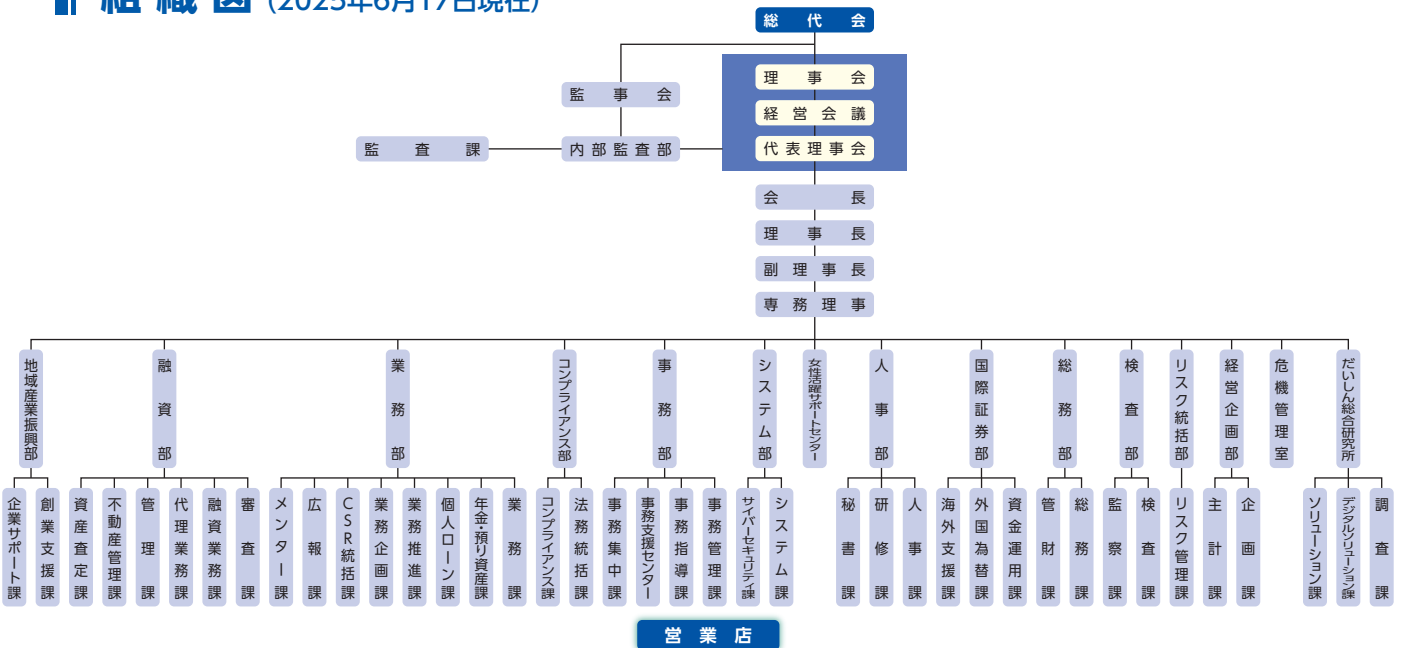 組織図(2025年6月17日現在)
総代会
理事会
監事会
経営会議
監査課
内部監査部
代表理事会
会長
理事長
副理事長
専務理事
地域産業振興部
融資部
業務部
コンプライアンス部
事務部
システム部
女性活躍サポートセンター
人事部
国際証券部
総務部
検査部
リスク統括部
経営企画部
危機管理室
だいしん総合研究所
企業サポート課
創業支援課
資産査定課
不動産管理課
管理課
代理業務課
融資業務課
審査課
メンター課
広報課
CSR統括課
業務企画課
業務推進課
個人ローン課
年金・預り資産課
業務課
コンプライアンス課
法務統括課
事務集中課
事務支援センター
事務指導課
事務管理課
サイバーセキュリティ課
システム課
秘書課
研修課
人事課
海外支援課
外国為替課
資金運用課
管財課
総務課
監察課
検査課
リスク管理課
主計課
企画課
ソリューション課
デジタルソリューション課
調査課
営業店